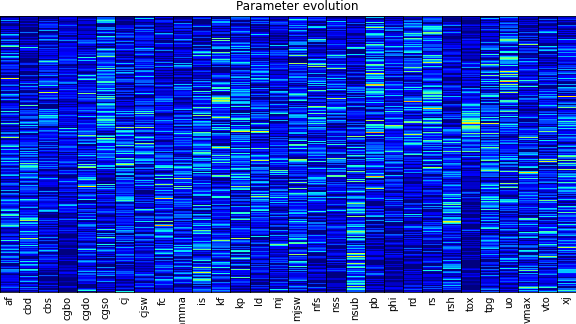 Parameter evolution
af
cbd
cbs
cgbo
cgdo
cgso
cj
cjsw
fc
mma
is
kf
kp
ld
mj
mjsw
nfs
nss
nsub
pb
phi
rd
rs
rsh
tox
tpg
uo
vmax
vto
xj